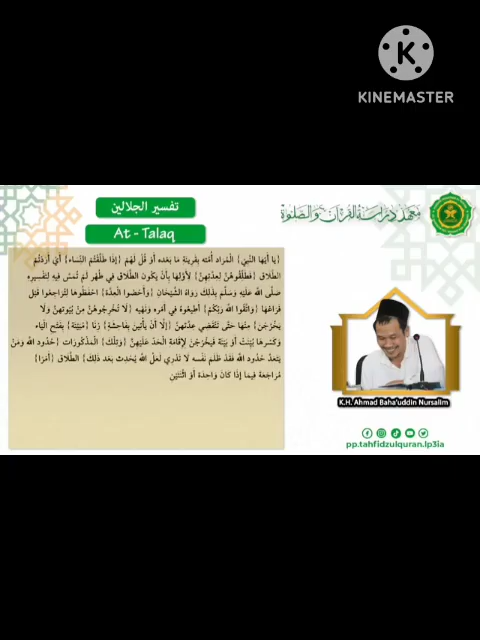 KINEMASTER
تفسير الجلالين
At - Talaq
معهد دراسة القرآن والصلوة
{يا أيها النبي} المراد أمته بقرينة ما بعده أو قل لهم {إذا طلقتم النساء} أي أردتم
الطلاق {فطلقوهن لعدتهن} لأولها بأن يكون الطلاق في طهر لم تمس فيه لتفسيره
صلى الله عليه وسلم بذلك رواه الشيخان {وأحصوا العدة} احفظوها لتراجعوا قبل
فراغها {واتقوا الله ربكم} أطيعوه في أمره ونهيه {لا تخرجوهن من بيوتهن ولا
يخرجن} منها حتى تنقضي عدتهن {إلا أن يأتين بفاحشة} زنا {مبينة} بفتح الياء
وكسرها بينت أو بينة فيخرجن لإقامة الحد عليهن {وتلك} المذكورات {حدود الله ومن
يتعد حدود الله فقد ظلم نفسه لا تدري لعل الله يحدث بعد ذلك} الطلاق {أمرا}
مراجعة فيما إذا كان واحدة أو اثنتين
K.H. Ahmad Baha'uddin Nursalim
pp.tahfidzulquran.lp3ia